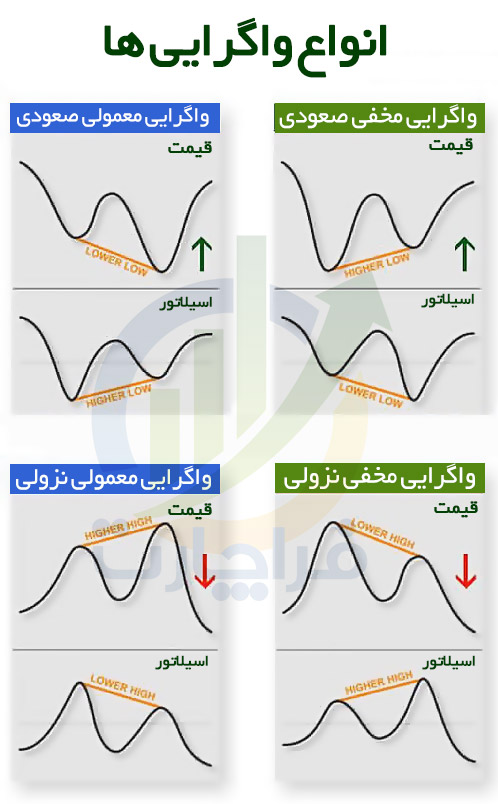 انواع واگرایی‌ها
واگرایی مخفی صعودی
قیمت
HIGHER LOW
اسیلاتور
LOWER LOW
واگرایی معمولی صعودی
قیمت
LOWER LOW
اسیلاتور
HIGHER LOW
فراچارت
واگرایی مخفی نزولی
قیمت
LOWER HIGH
اسیلاتور
HIGHER HIGH
واگرایی معمولی نزولی
قیمت
HIGHER HIGH
اسیلاتور
LOWER HIGH